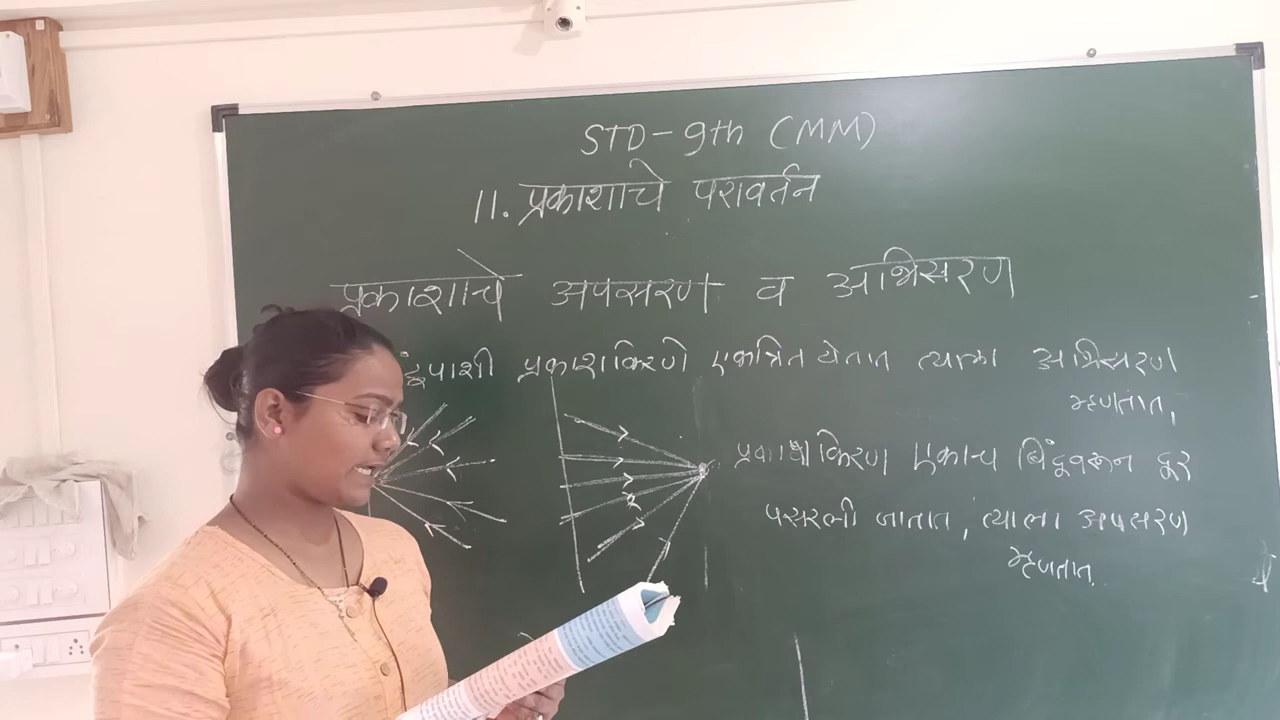 STD-9th (MM)
11. प्रकाशाचे परावर्तन
प्रकाशाचे अपसरण व अभिसरण
प्रकाशकिरणे एकत्रित येतात त्याला अभिसरण
म्हणतात,
प्रकाश किरण एकाच बिंदूवरून दूर
पसरली जातात, त्याला अपसरण
म्हणतात.